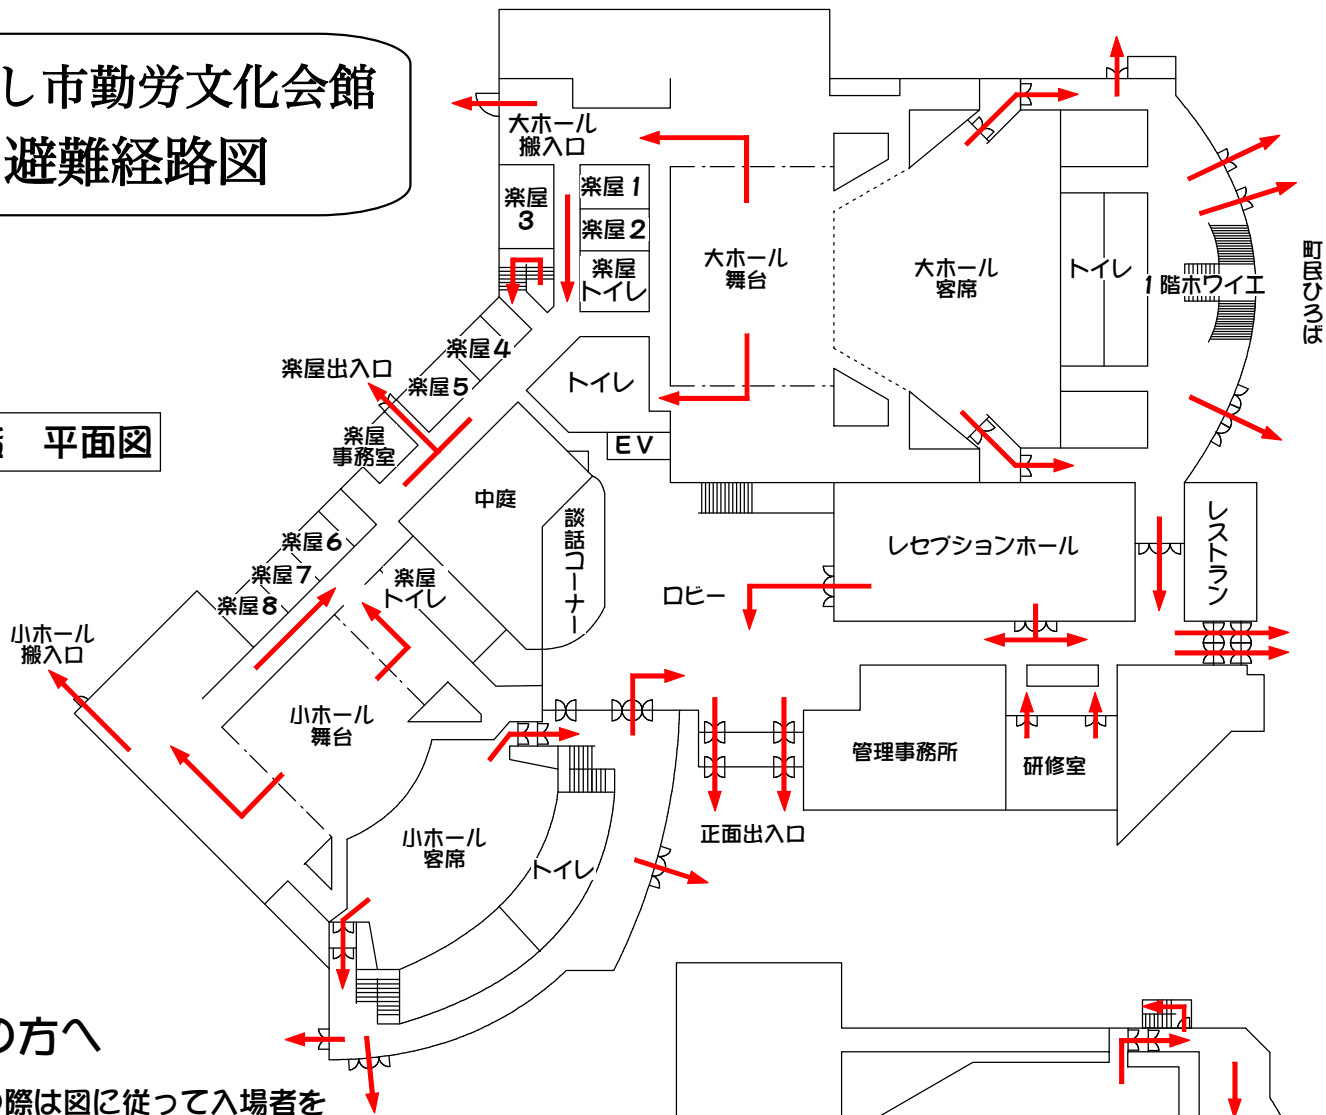 し市勤労文化会館
避難経路図
平面図
大ホール
搬入口
楽屋
3
楽屋1
楽屋2
楽屋
トイレ
大ホール
舞台
大ホール
客席
トイレ
1階ホワイエ
町民ひろば
楽屋4
楽屋5
楽屋出入口
楽屋
事務室
トイレ
EV
中庭
談話コーナー
レセプションホール
レストラン
ロビー
楽屋6
楽屋7
楽屋8
楽屋
トイレ
小ホール
搬入口
小ホール
舞台
小ホール
客席
トイレ
管理事務所
研修室
正面出入口
の方へ
の際は図に従って入場者を